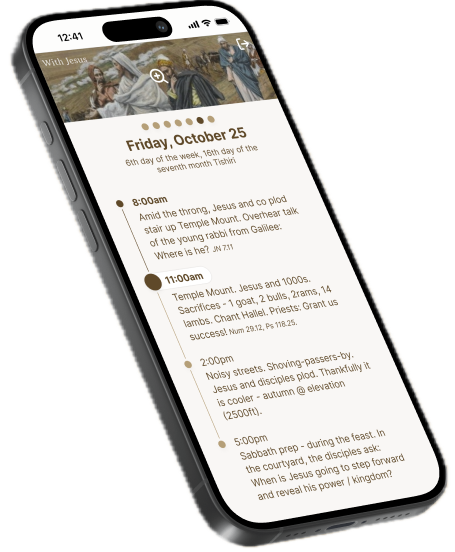 12:41
With Jesus
Friday, October 25
6th day of the week, 16th day of the
seventh month Tishiri
8:00am
Amid the throng, Jesus and co plod
stair up Temple Mount. Overhear talk
of the young rabbi from Galilee:
Where is he? JN 7.11
11:00am
Temple Mount. Jesus and 1000s.
Sacrifices - 1 goat, 2 bulls, 2rams, 14
lambs. Chant Hallel. Priests: Grant us
success! Num 29.12, Ps 118.25.
2:00pm
Noisy streets. Shoving-passers-by.
Jesus and disciples plod. Thankfully it
is cooler - autumn @ elevation
(2500ft).
5:00pm
Sabbath prep - during the feast. In
the courtyard, the disciples ask:
When is Jesus going to step forward
and reveal his power / kingdom?